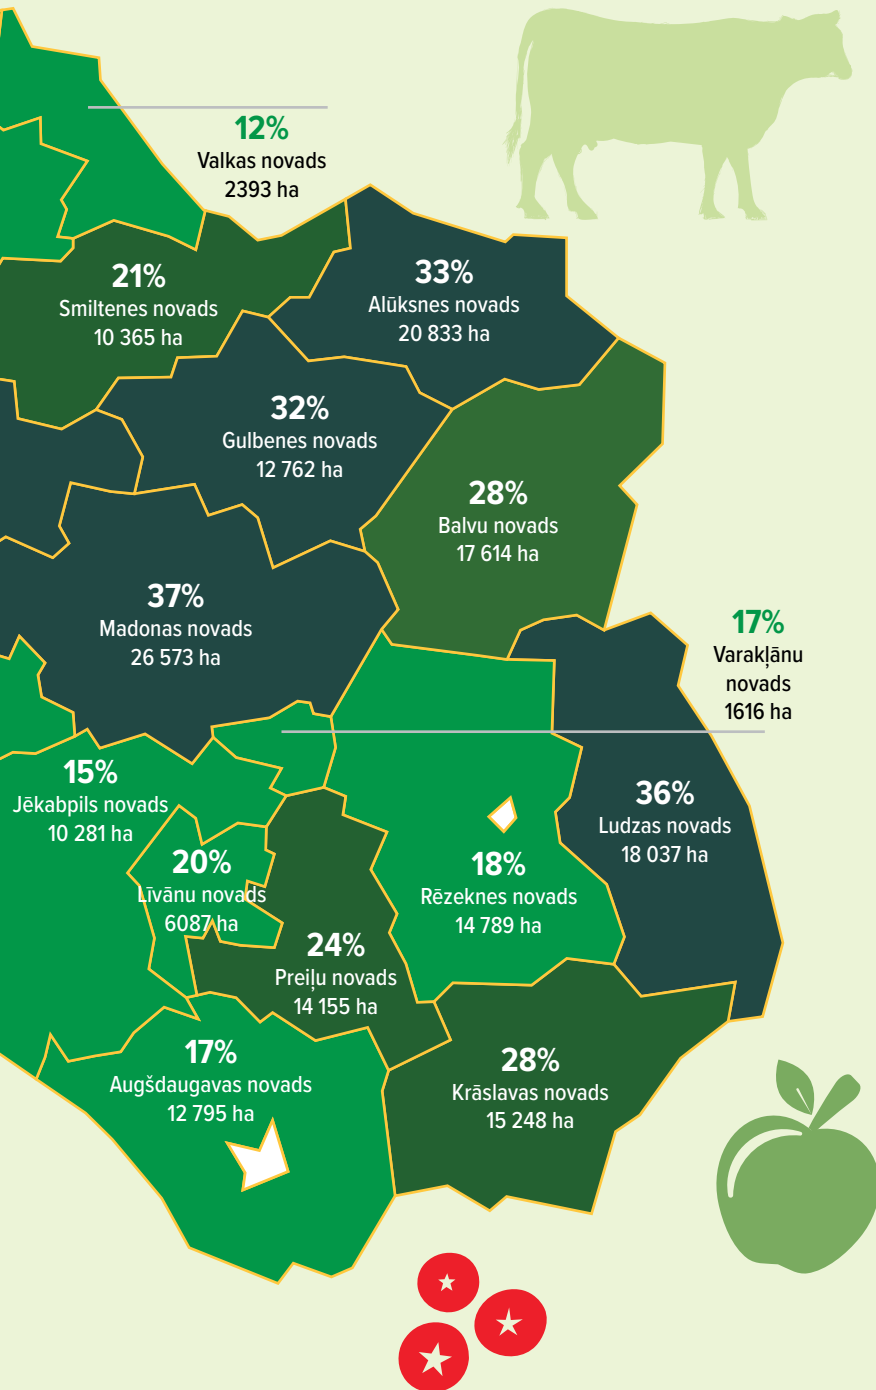 12%
Valkas novads
2393 ha
21%
Smiltenes novads
10 365 ha
33%
Alūksnes novads
20 833 ha
32%
Gulbenes novads
12 762 ha
28%
Balvu novads
17 614 ha
37%
Madonas novads
26 573 ha
17%
Varakļānu
novads
1616 ha
15%
Jēkabpils novads
10 281 ha
36%
Ludzas novads
18 037 ha
20%
Līvānu novads
6087 ha
18%
Rēzeknes novads
14 789 ha
24%
Preiļu novads
14 155 ha
17%
Augšdaugavas novads
12 795 ha
28%
Krāslavas novads
15 248 ha